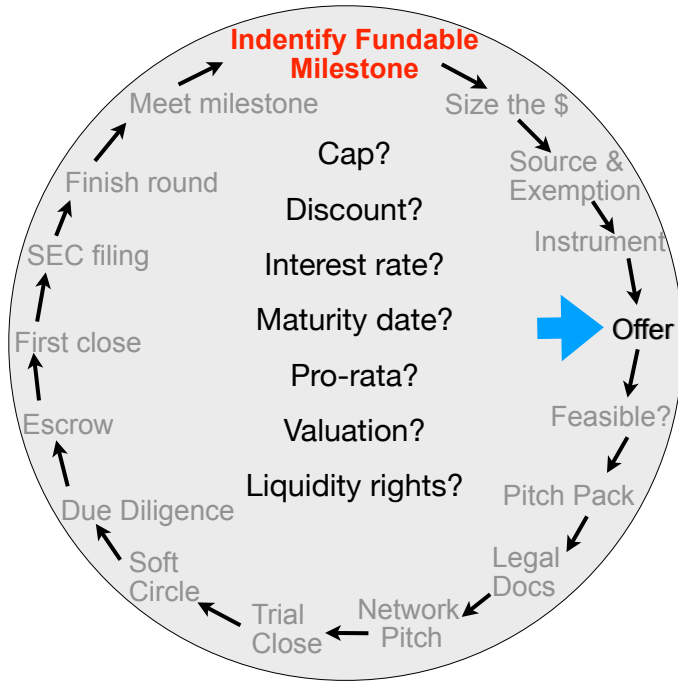 Indentify Fundable
Milestone
Size the $
Source &
Exemption
Instrument
Offer
Feasible?
Pitch Pack
Legal
Docs
Network
Pitch
Trial
Close
Soft
Circle
Due Diligence
Escrow
First close
SEC filing
Finish round
Meet milestone
Cap?
Discount?
Interest rate?
Maturity date?
Pro-rata?
Valuation?
Liquidity rights?